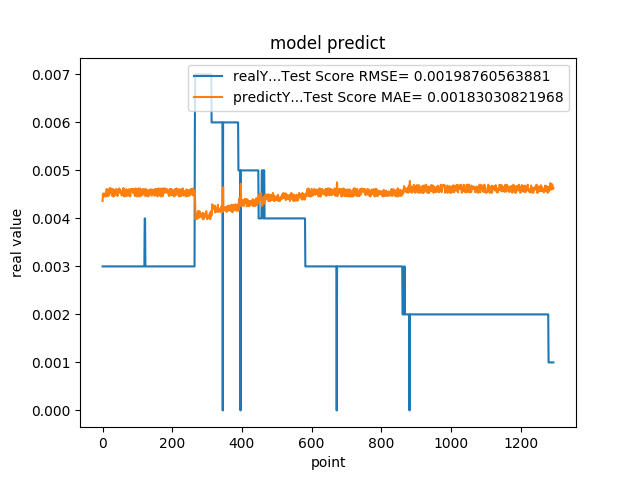 model predict
realY...Test Score RMSE= 0.00198760563881
predictY...Test Score MAE= 0.00183030821968
real value
0.007
0.006
0.005
0.004
0.003
0.002
0.001
0.000
0 200 400 600 800 1000 1200
point